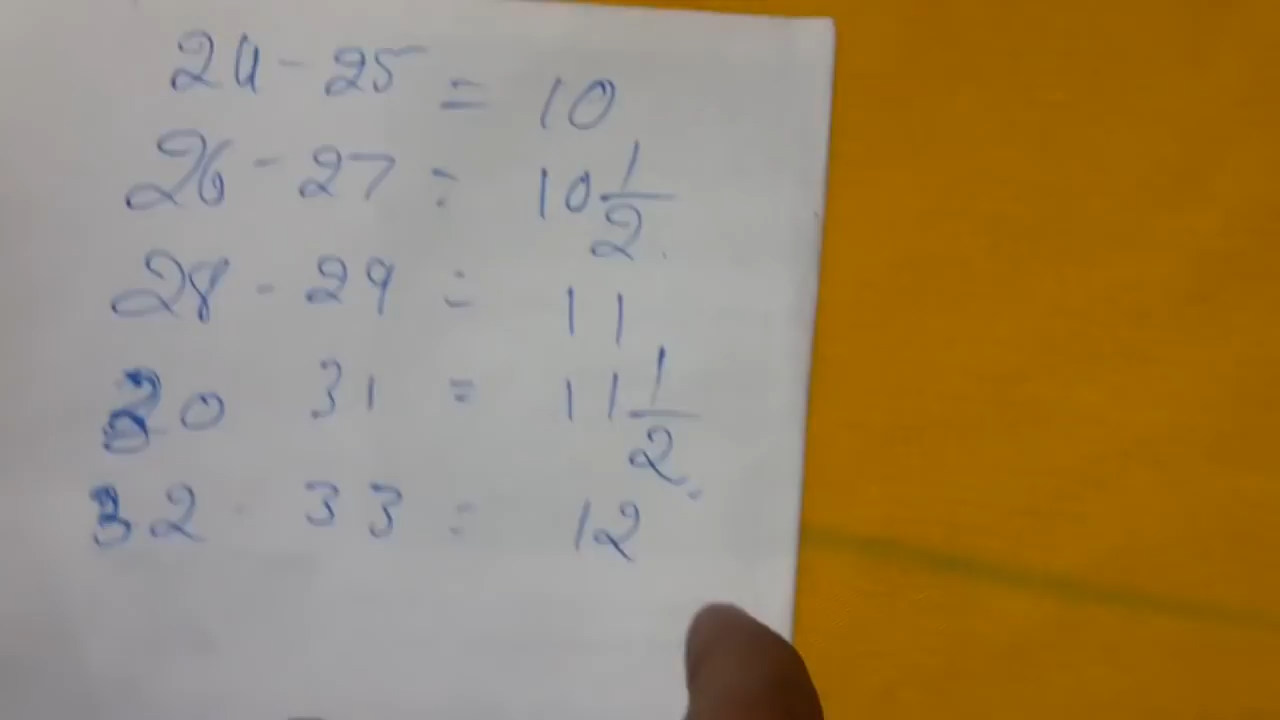 24 - 25 = 10
26 - 27 = 10 1/2
28 - 29 = 11
30 31 = 11 1/2
32 33 = 12